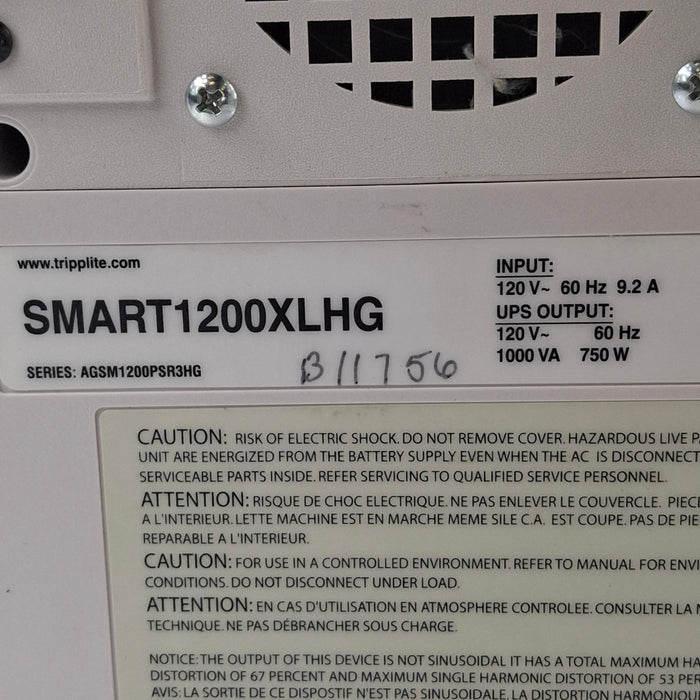 www.tripplite.com
SMART1200XLHG
SERIES: AGSM1200PSR3HG
B11756
INPUT:
120 V~ 60 Hz 9.2 A
UPS OUTPUT:
120 V~ 60 Hz
1000 VA 750 W
CAUTION: RISK OF ELECTRIC SHOCK. DO NOT REMOVE COVER. HAZARDOUS LIVE
UNIT ARE ENERGIZED FROM THE BATTERY SUPPLY EVEN WHEN THE AC IS DISCONNECT
SERVICEABLE PARTS INSIDE. REFER SERVICING TO QUALIFIED SERVICE PERSONNEL.
ATTENTION: RISQUE DE CHOC ELECTRIQUE. NE PAS ENLEVER LE COUVERCLE. PIEC
A L'INTERIEUR. LETTE MACHINE EST EN MARCHE MEME SILE C.A. EST COUPE. PAS DE PIE
REPARABLE A L'INTERIEUR.
CAUTION: FOR USE IN A CONTROLLED ENVIRONMENT. REFER TO MANUAL FOR ENVI
CONDITIONS. DO NOT DISCONNECT UNDER LOAD.
ATTENTION: EN CAS D'UTILISATION EN ATMOSPHERE CONTROLEE. CONSULTER LA
TECHNIQUE. NE PAS DÉBRANCHER SOUS CHARGE.
NOTICE: THE OUTPUT OF THIS DEVICE IS NOT SINUSOIDAL IT HAS A TOTAL MAXIMUM HA
DISTORTION OF 67 PERCENT AND MAXIMUM SINGLE HARMONIC DISTORTION OF 53 PER
AVIS: LA SORTIE DE CE DISPOSTIF N'EST PAS SINUSOIDALE. LA DISTORTION HARMONIQU